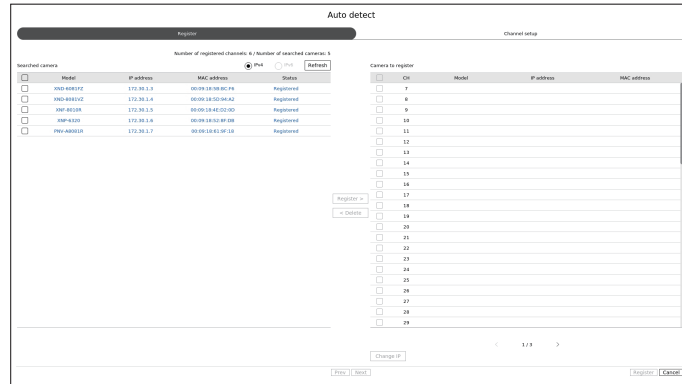 Auto detect
Register
Channel setup
Number of registered channels: 6 / Number of searched cameras: 5
Searched camera
IPv4
IPv6
Refresh
Model IP address MAC address Status
XND-6081FZ 172.30.1.3 00:09:18:5B:BC:F6 Registered
XND-8081VZ 172.30.1.4 00:09:18:5D:94:A2 Registered
XNF-8010R 172.30.1.5 00:09:18:4E:D2:0D Registered
XNP-6320 172.30.1.6 00:09:18:52:BF:DB Registered
PNV-A8081R 172.30.1.7 00:09:18:61:9F:16 Registered
Register >
< Delete
Camera to register
CH Model IP address MAC address
7
8
9
10
11
12
13
14
15
16
17
18
19
20
21
22
23
24
25
26
27
28
29
< 1 / 3 >
Change IP
Prev Next
Register Cancel